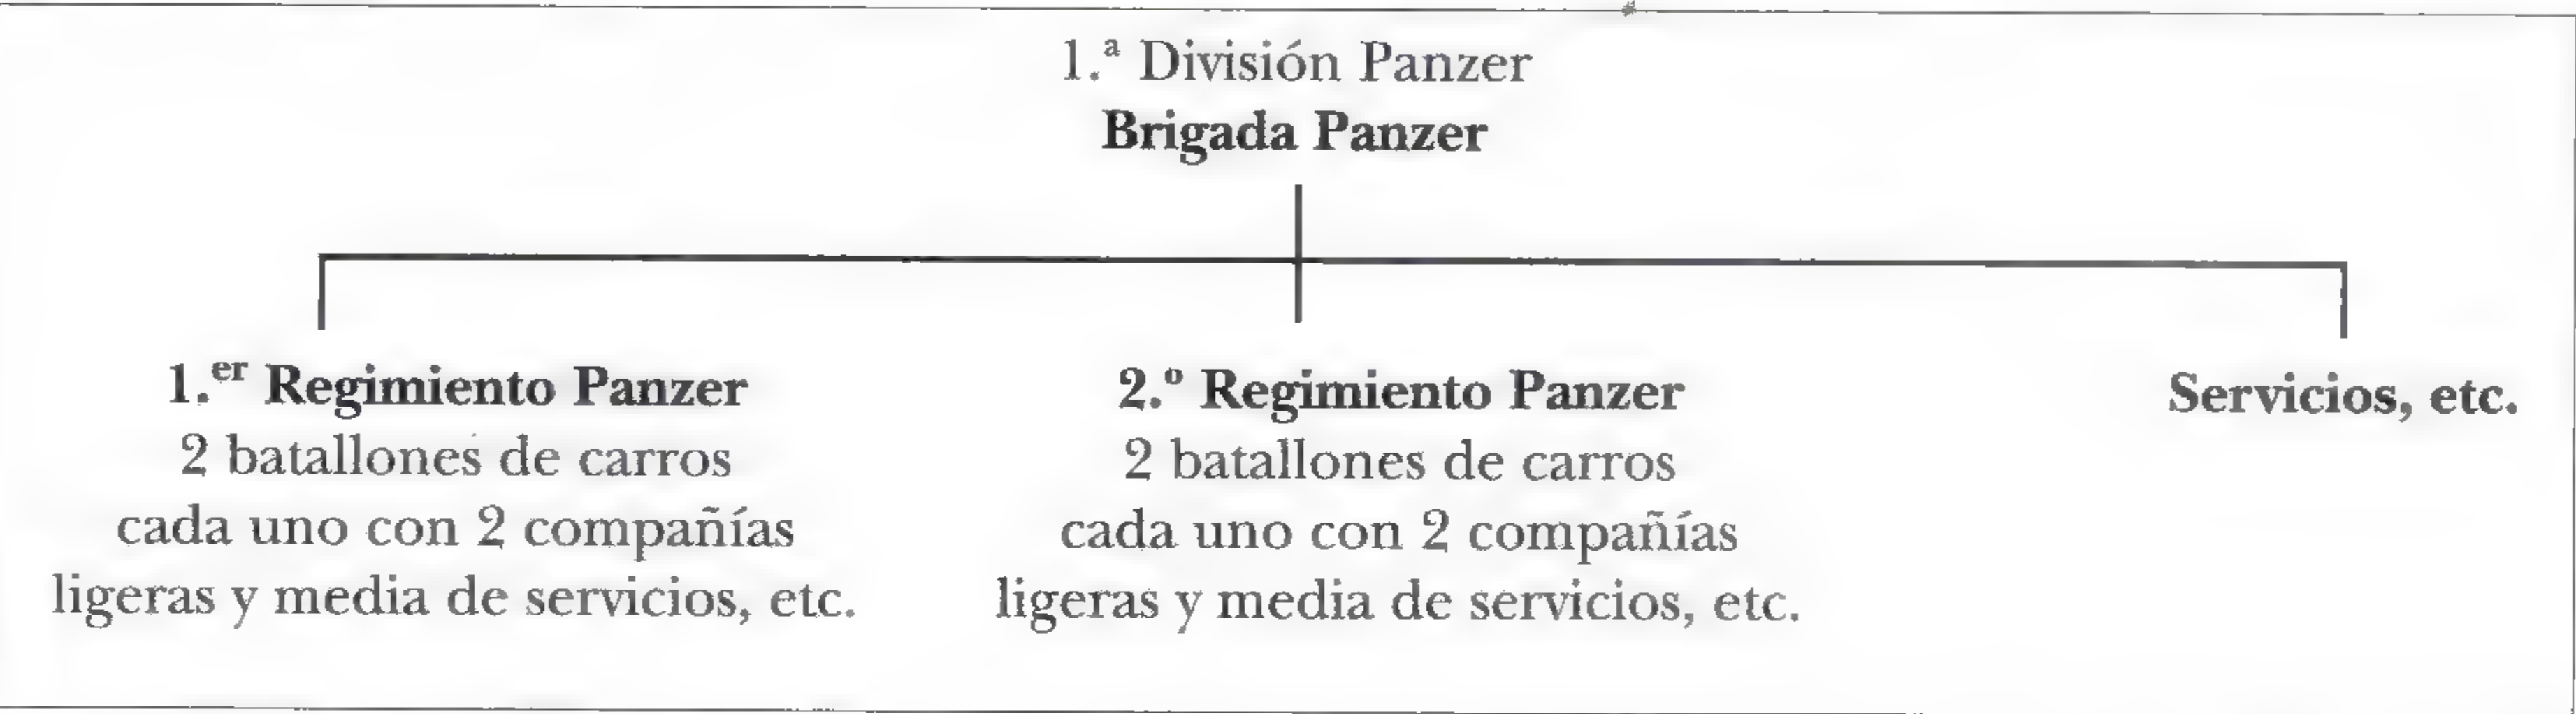 1.ª División Panzer
Brigada Panzer
1.er Regimiento Panzer
2 batallones de carros
cada uno con 2 compañías
ligeras y media de servicios, etc.
2.º Regimiento Panzer
2 batallones de carros
cada uno con 2 compañías
ligeras y media de servicios, etc.
Servicios, etc.